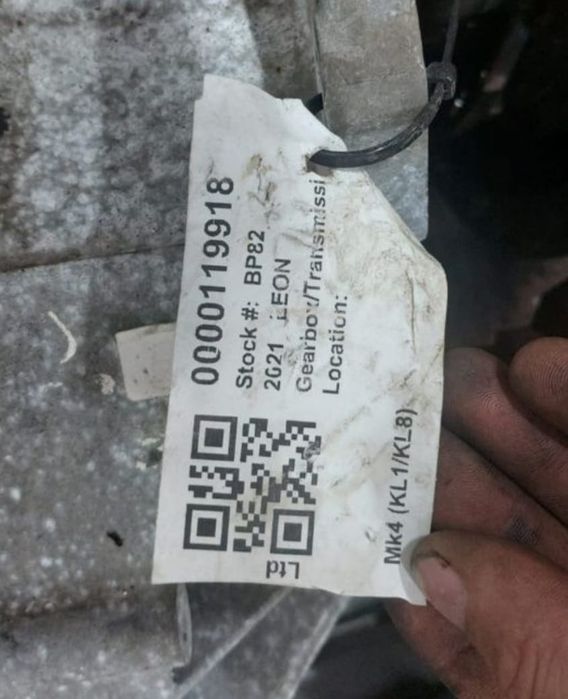 0000119918
Stock #: BP82
2021 LEON
Gearbox/Transmissi
Location:
Mk4 (KL1/KL8)
Ltd